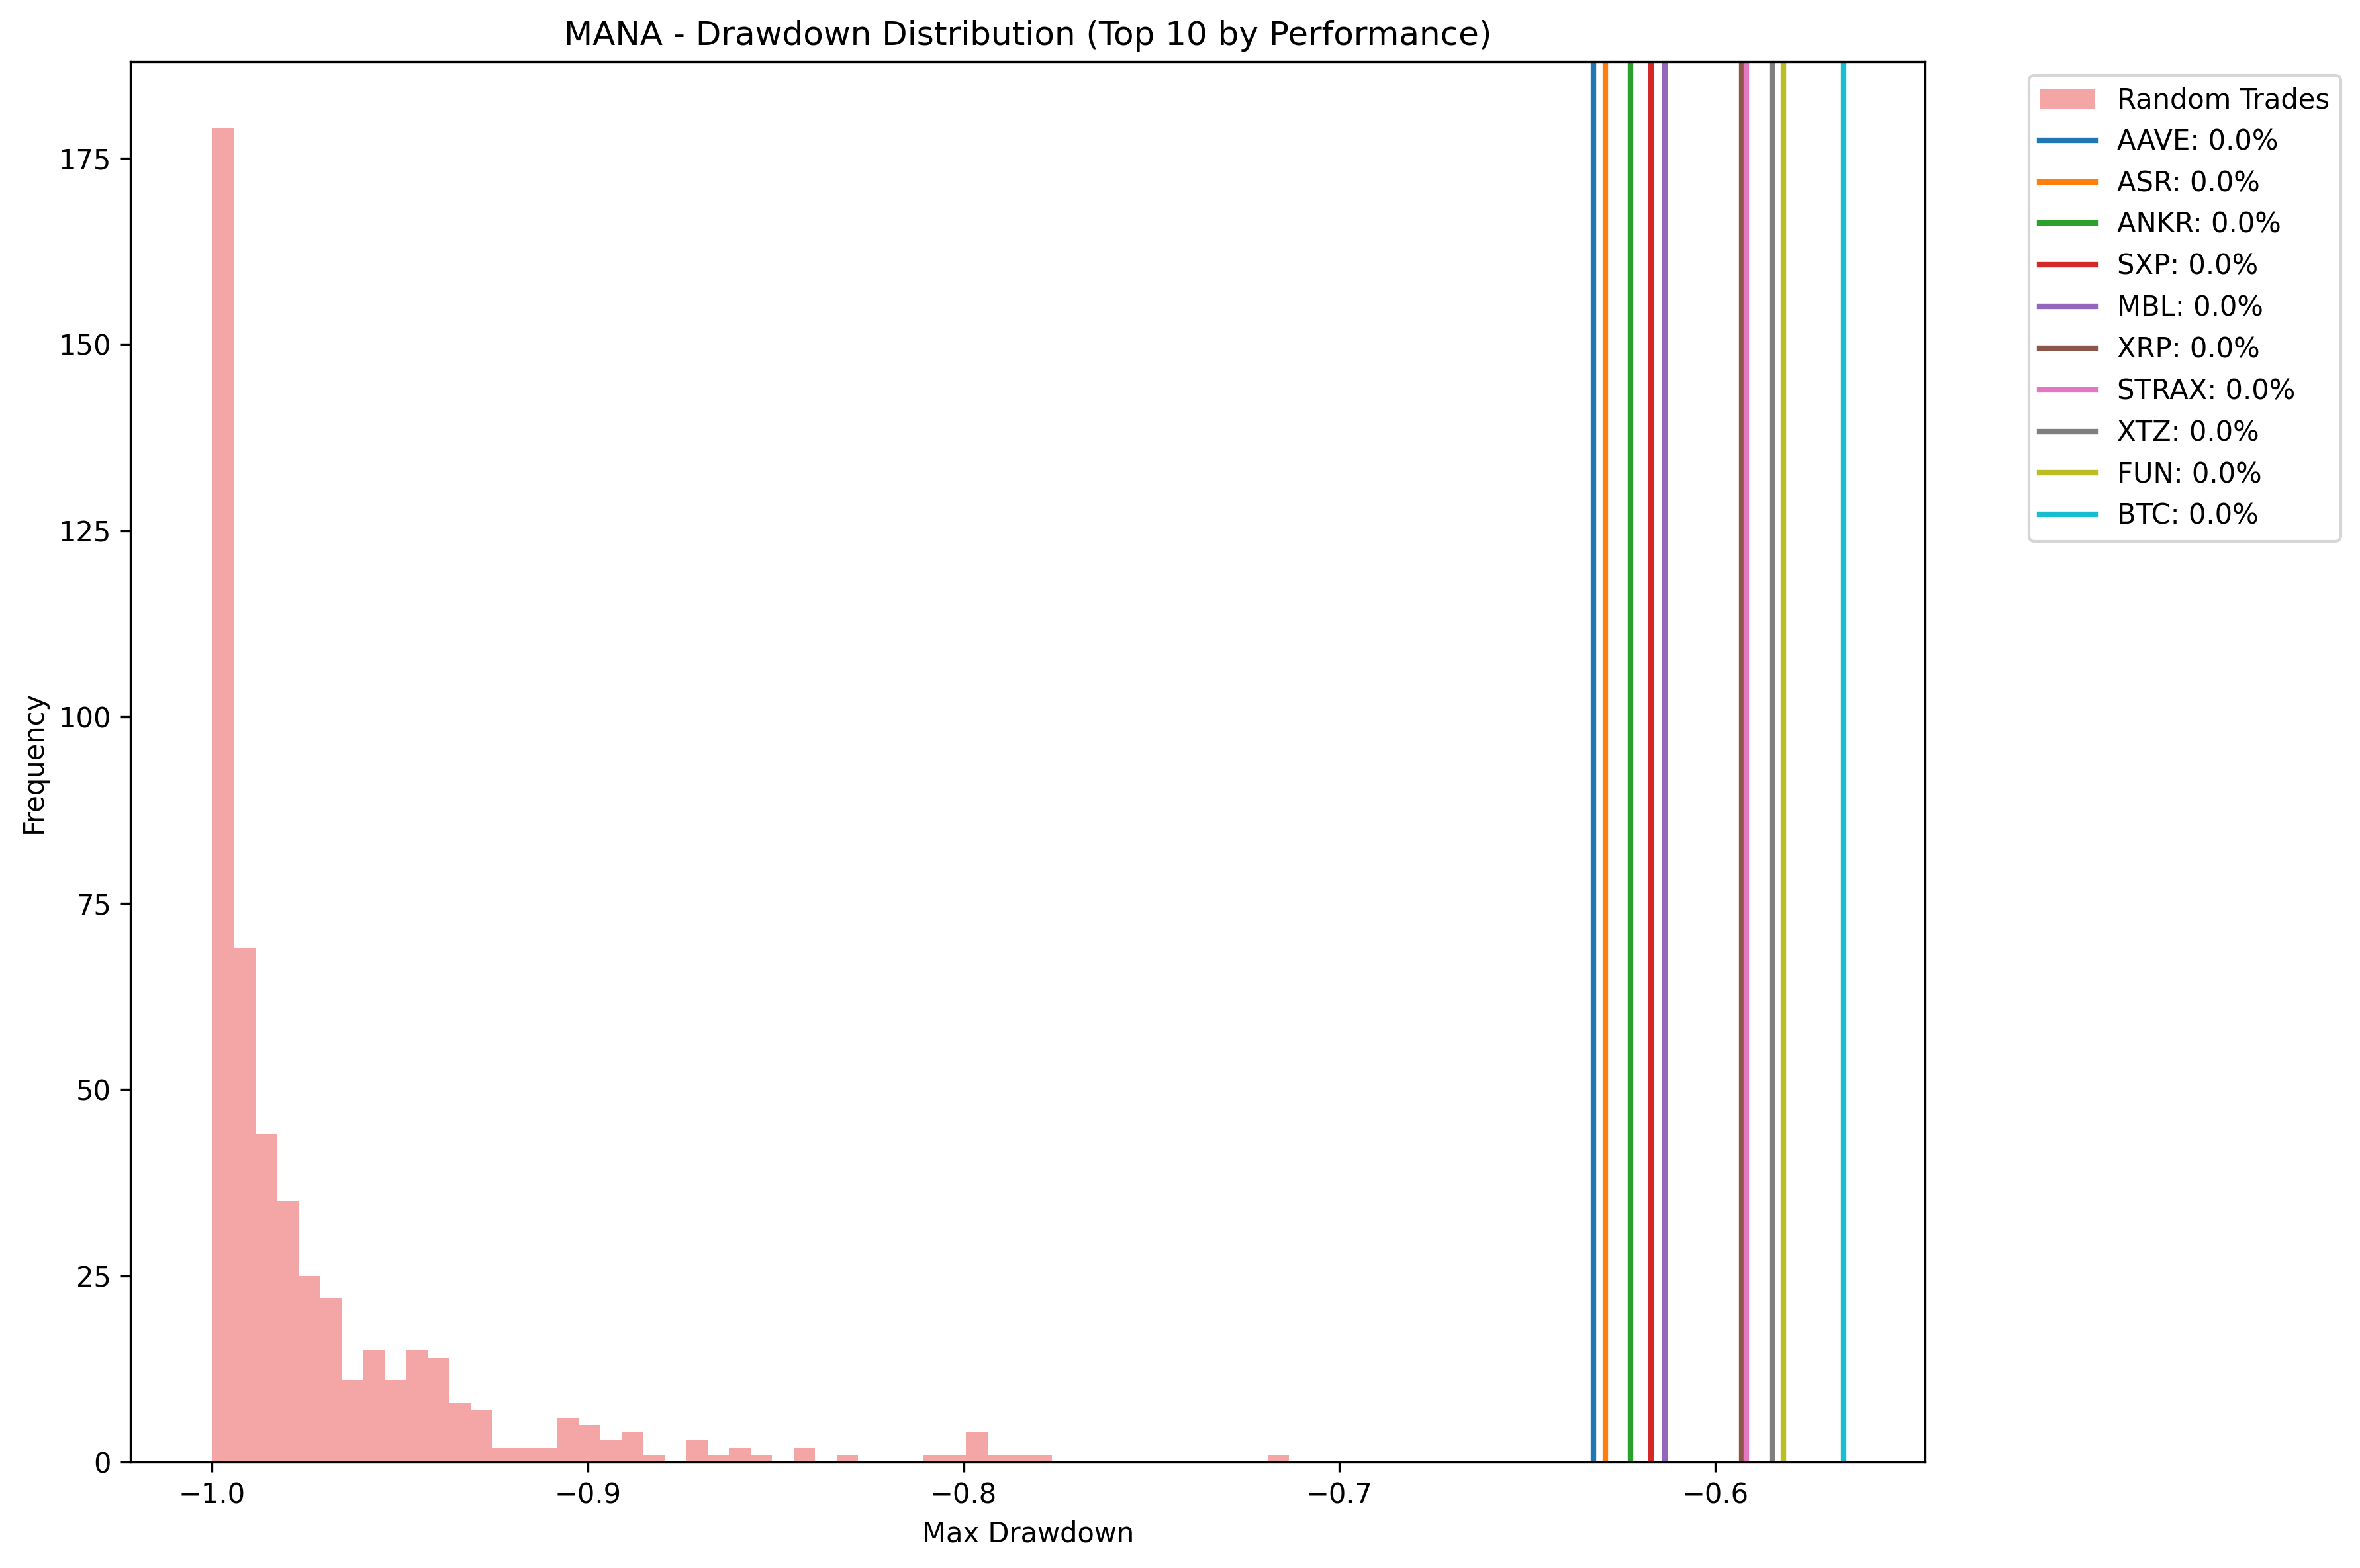 MANA - Drawdown Distribution (Top 10 by Performance)
Random Trades
AAVE: 0.0%
ASR: 0.0%
ANKR: 0.0%
SXP: 0.0%
MBL: 0.0%
XRP: 0.0%
STRAX: 0.0%
XTZ: 0.0%
FUN: 0.0%
BTC: 0.0%
Frequency
175
150
125
100
75
50
25
0
−1.0
−0.9
−0.8
−0.7
−0.6
Max Drawdown